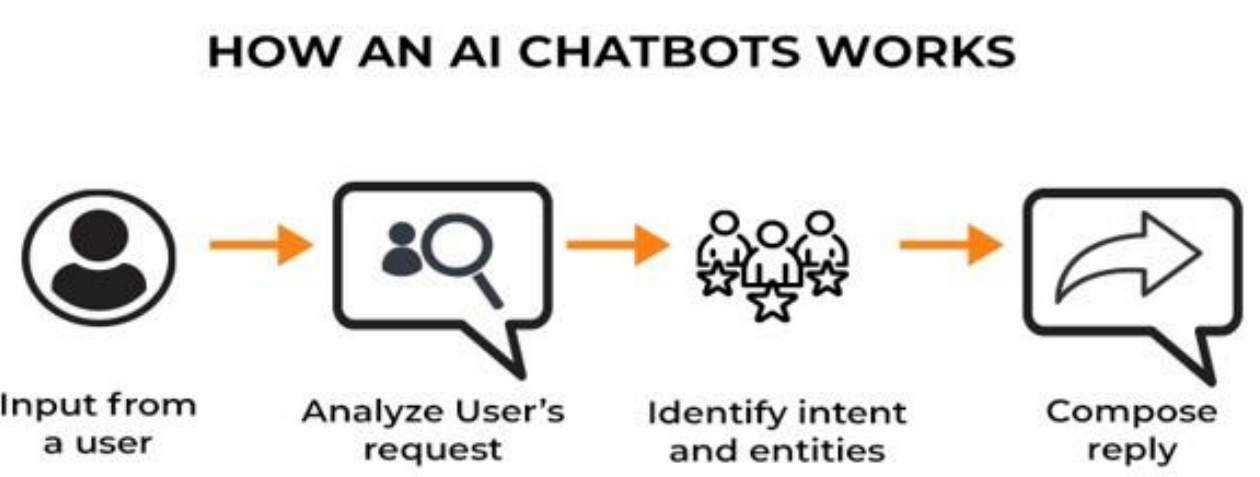 HOW AN AI CHATBOTS WORKS
Input from
a user
Analyze User's
request
Identify intent
and entities
Compose
reply